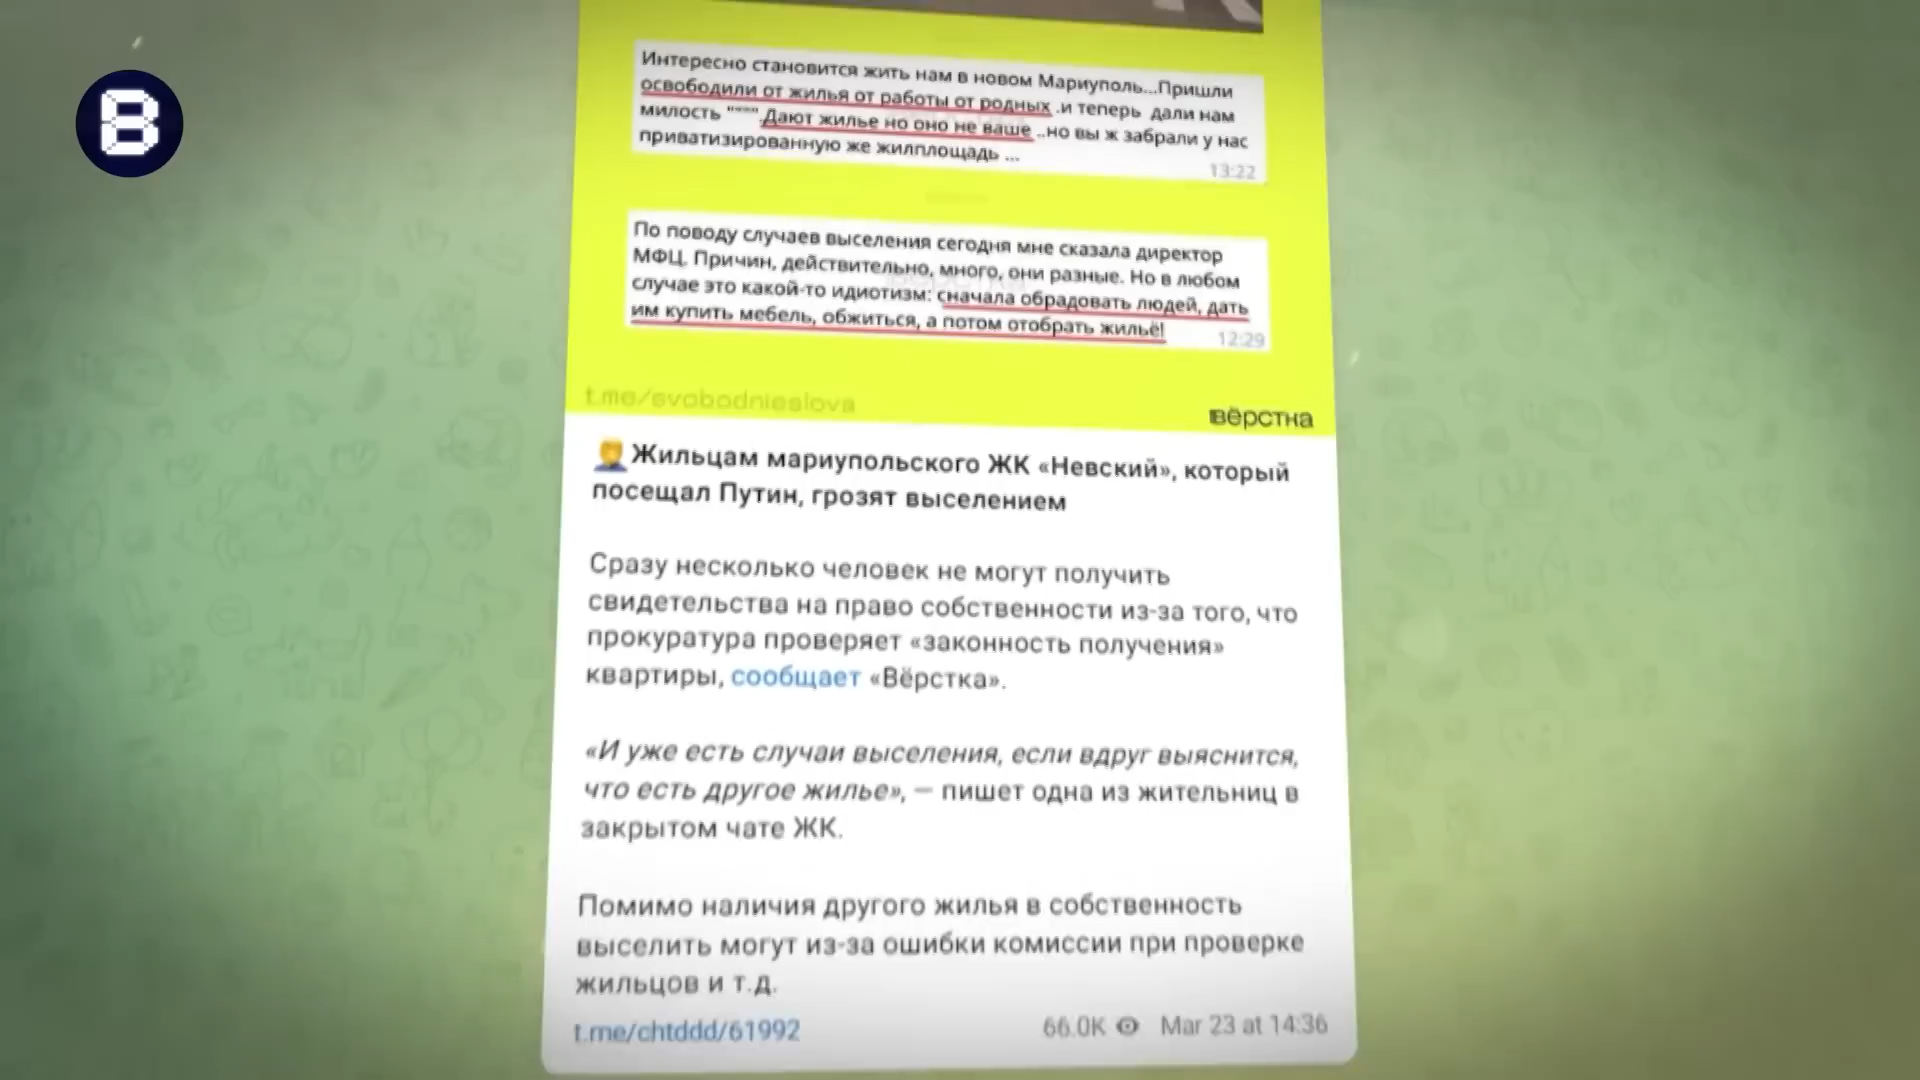 В
Интересно становится жить нам в новом Мариуполь...Пришли
освободили от жилья от работы от родных .и теперь дали нам
милость """".Дают жилье но оно не ваше ..но вы ж забрали у нас
приватизированную же жилплощадь ...
13:22
По поводу случаев выселения сегодня мне сказала директор
МФЦ. Причин, действительно, много, они разные. Но в любом
случае это какой-то идиотизм: сначала обрадовать людей, дать
им купить мебель, обжиться, а потом отобрать жильё!
12:29
t.me/svobodnieslova
вёрстка
Жильцам мариупольского ЖК «Невский», который
посещал Путин, грозят выселением
Сразу несколько человек не могут получить
свидетельства на право собственности из-за того, что
прокуратура проверяет «законность получения»
квартиры, сообщает «Вёрстка».
«И уже есть случаи выселения, если вдруг выяснится,
что есть другое жилье», — пишет одна из жительниц в
закрытом чате ЖК.
Помимо наличия другого жилья в собственность
выселить могут из-за ошибки комиссии при проверке
жильцов и т.д.
t.me/chtddd/61992
66.0K Mar 23 at 14:36